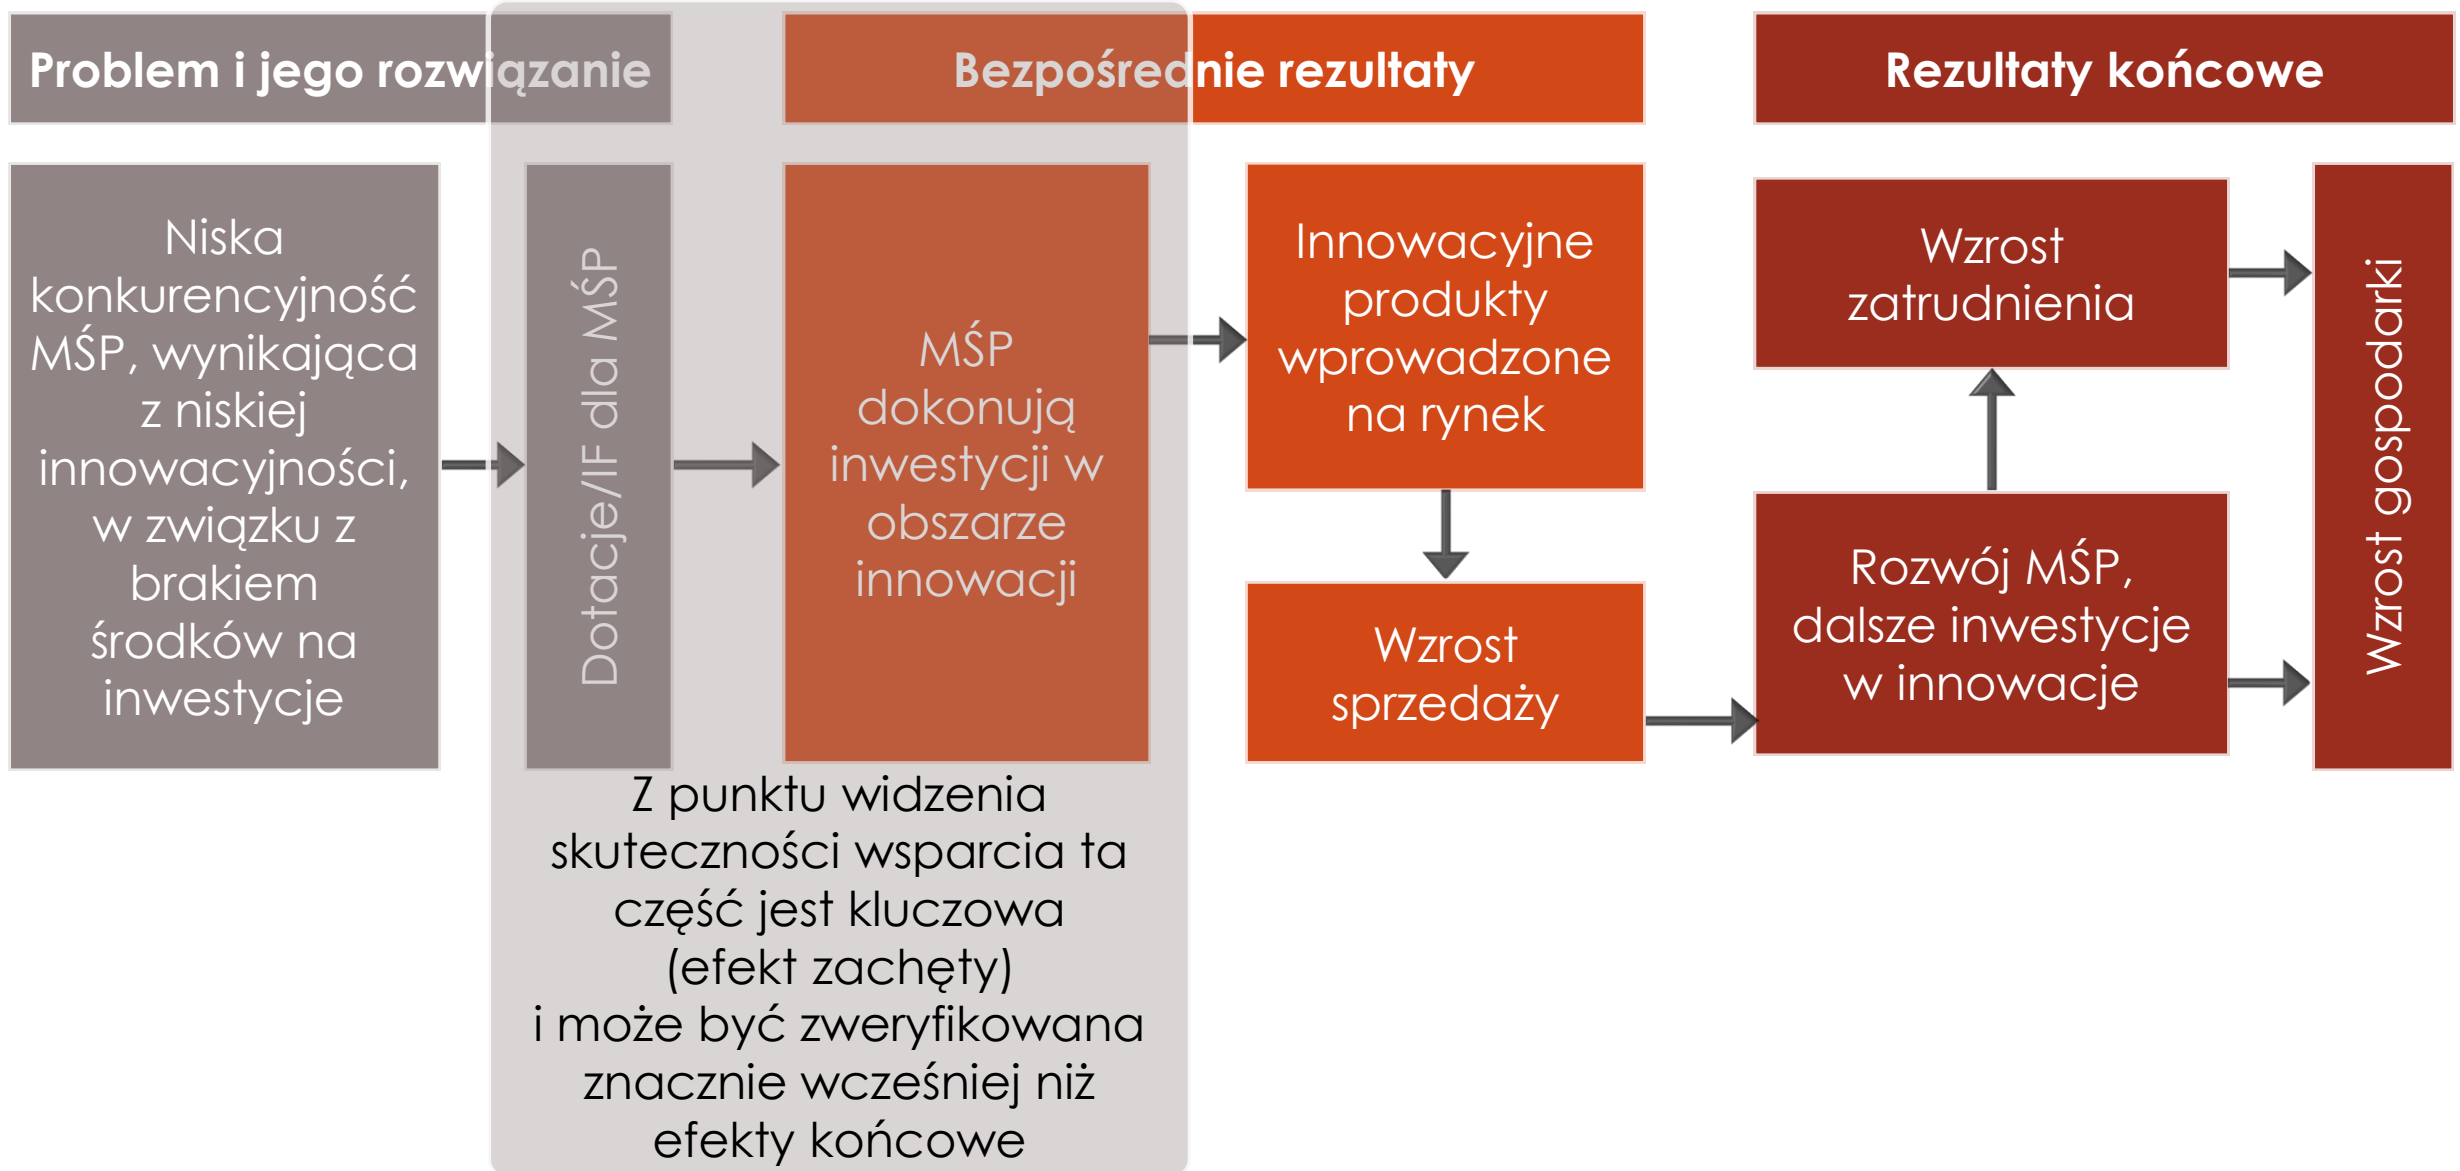 Problem i jego rozwiązanie
Bezpośrednie rezultaty
Rezultaty końcowe
Niska
konkurencyjność
MŚP, wynikająca
z niskiej
innowacyjności,
w związku z
brakiem
środków na
inwestycje
Dotacje/IF dla MŚP
MŚP
dokonują
inwestycji w
obszarze
innowacji
Innowacyjne
produkty
wprowadzone
na rynek
Wzrost
sprzedaży
Wzrost
zatrudnienia
Rozwój MŚP,
dalsze inwestycje
w innowacje
Wzrost gospodarki
Z punktu widzenia
skuteczności wsparcia ta
część jest kluczowa
(efekt zachęty)
i może być zweryfikowana
znacznie wcześniej niż
efekty końcowe